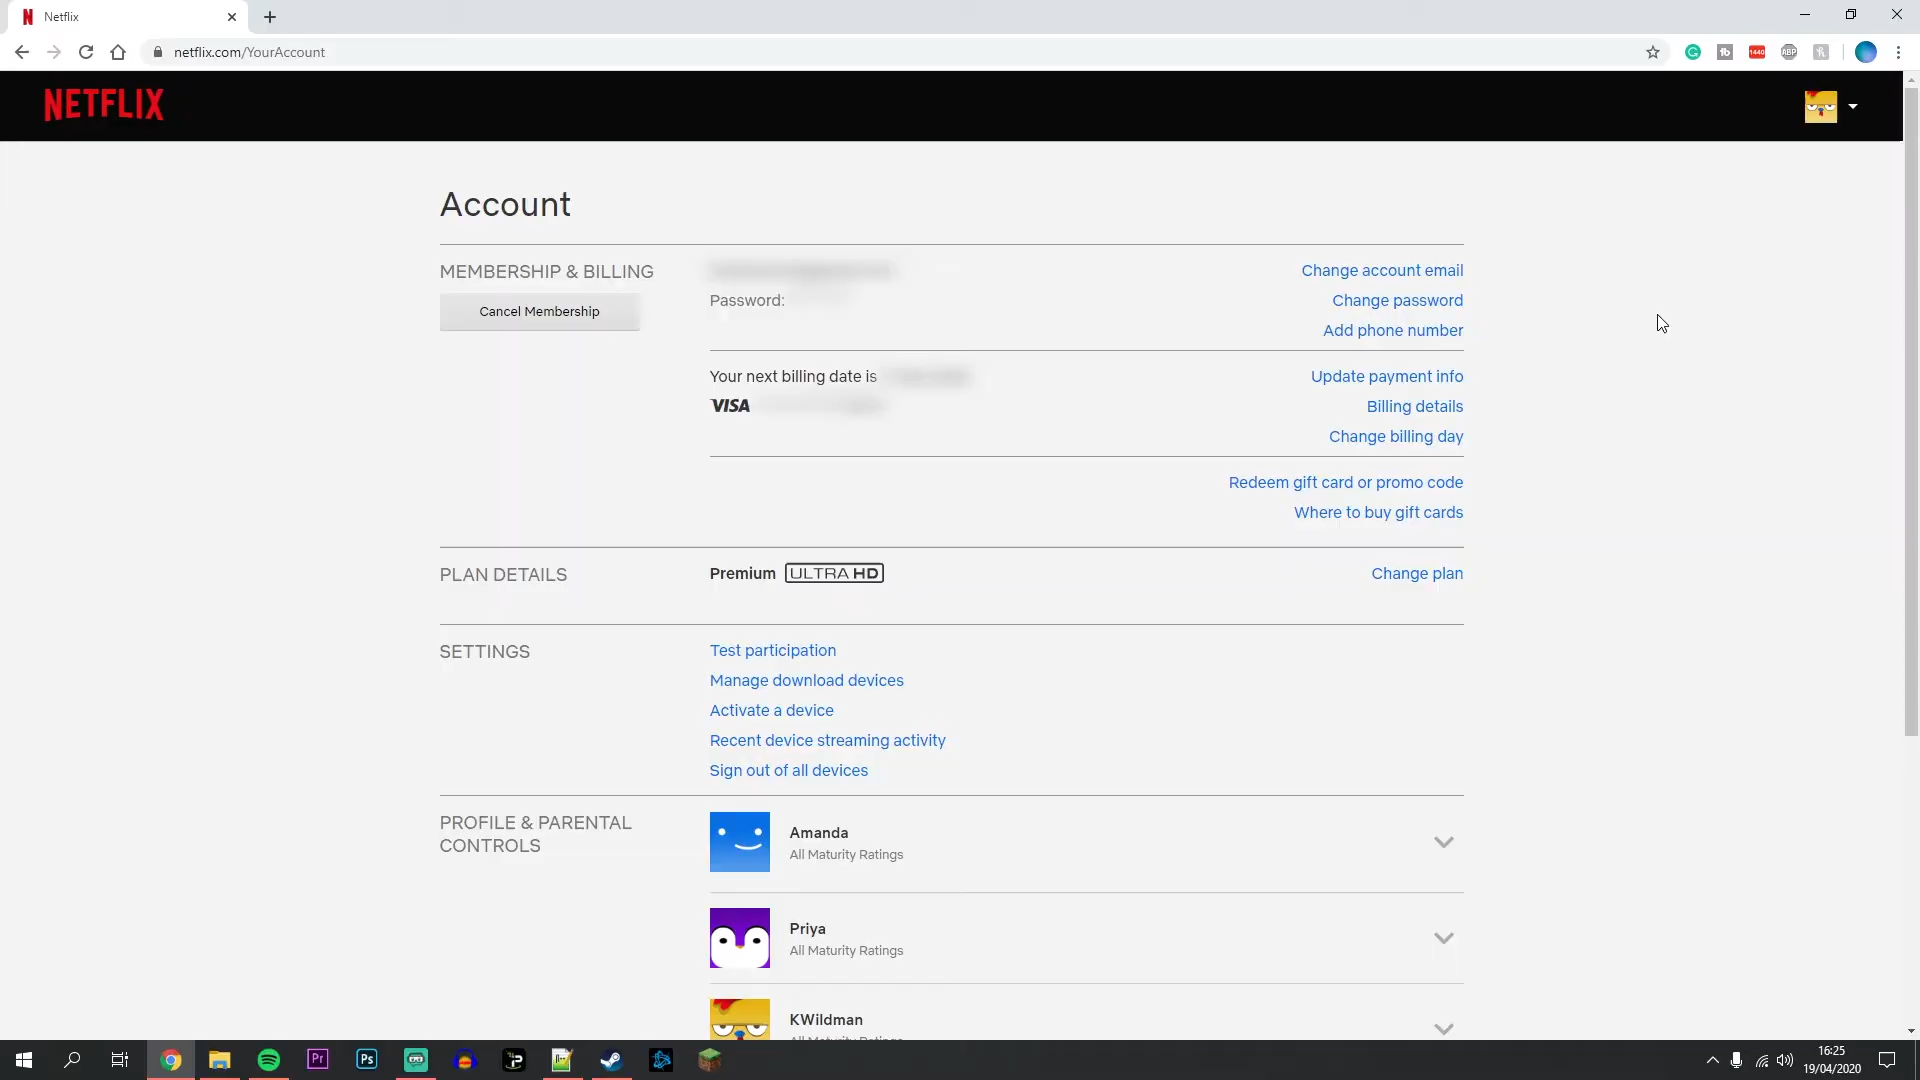 Netflix
netflix.com/YourAccount
1440
ABP
NETFLIX
Account
MEMBERSHIP & BILLING
Change account email
Password:
Change password
Cancel Membership
Add phone number
Your next billing date is
Update payment info
VISA
Billing details
Change billing day
Redeem gift card or promo code
Where to buy gift cards
PLAN DETAILS
Premium ULTRA HD
Change plan
SETTINGS
Test participation
Manage download devices
Activate a device
Recent device streaming activity
Sign out of all devices
PROFILE & PARENTAL
CONTROLS
Amanda
All Maturity Ratings
Priya
All Maturity Ratings
KWildman
Pr
Ps
16:25
19/04/2020